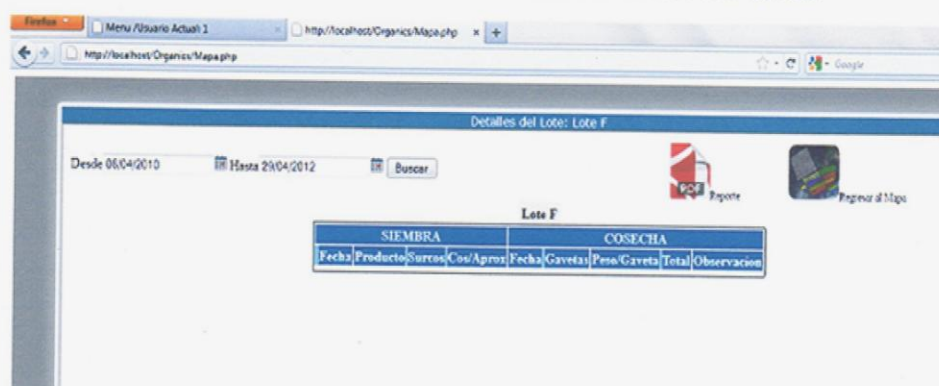 Firefox
Menu /Usuario Actual: 1
http://localhost/Organics/Mapa.php
http://localhost/Organics/Mapa.php
Google
Detalles del Lote: Lote F
Desde 06/04/2010 Hasta 29/04/2012 Buscar
PDF Reporte Regresar al Mapa
Lote F
SIEMBRA COSECHA
Fecha Producto Surcos Cos/Aprox Fecha Gavetas Peso/Gaveta Total Observacion